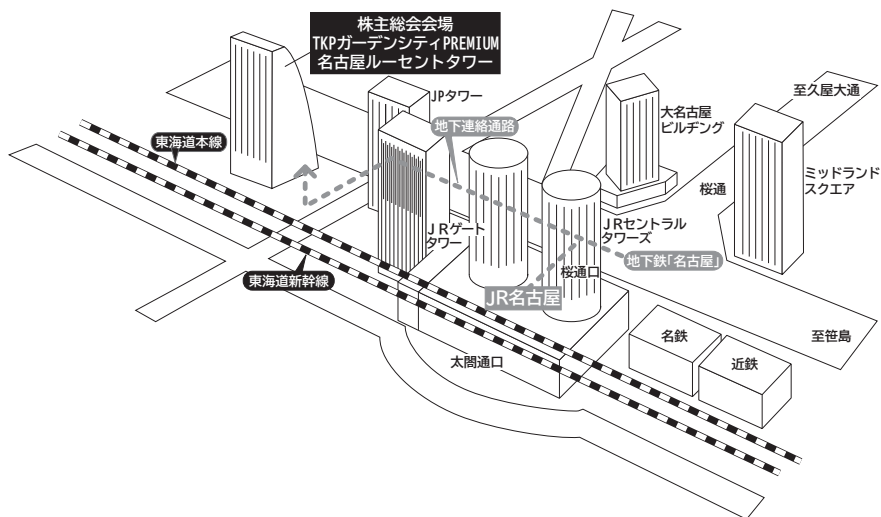 株主総会会場
TKPガーデンシティPREMIUM
名古屋ルーセントタワー
JPタワー
地下連絡通路
大名古屋
ビルヂング
至久屋大通
東海道本線
ミッドランド
スクエア
桜通
JRゲート
タワー
JRセントラル
タワーズ
地下鉄「名古屋」
桜通口
東海道新幹線
JR名古屋
名鉄
至笹島
太閤通口
近鉄